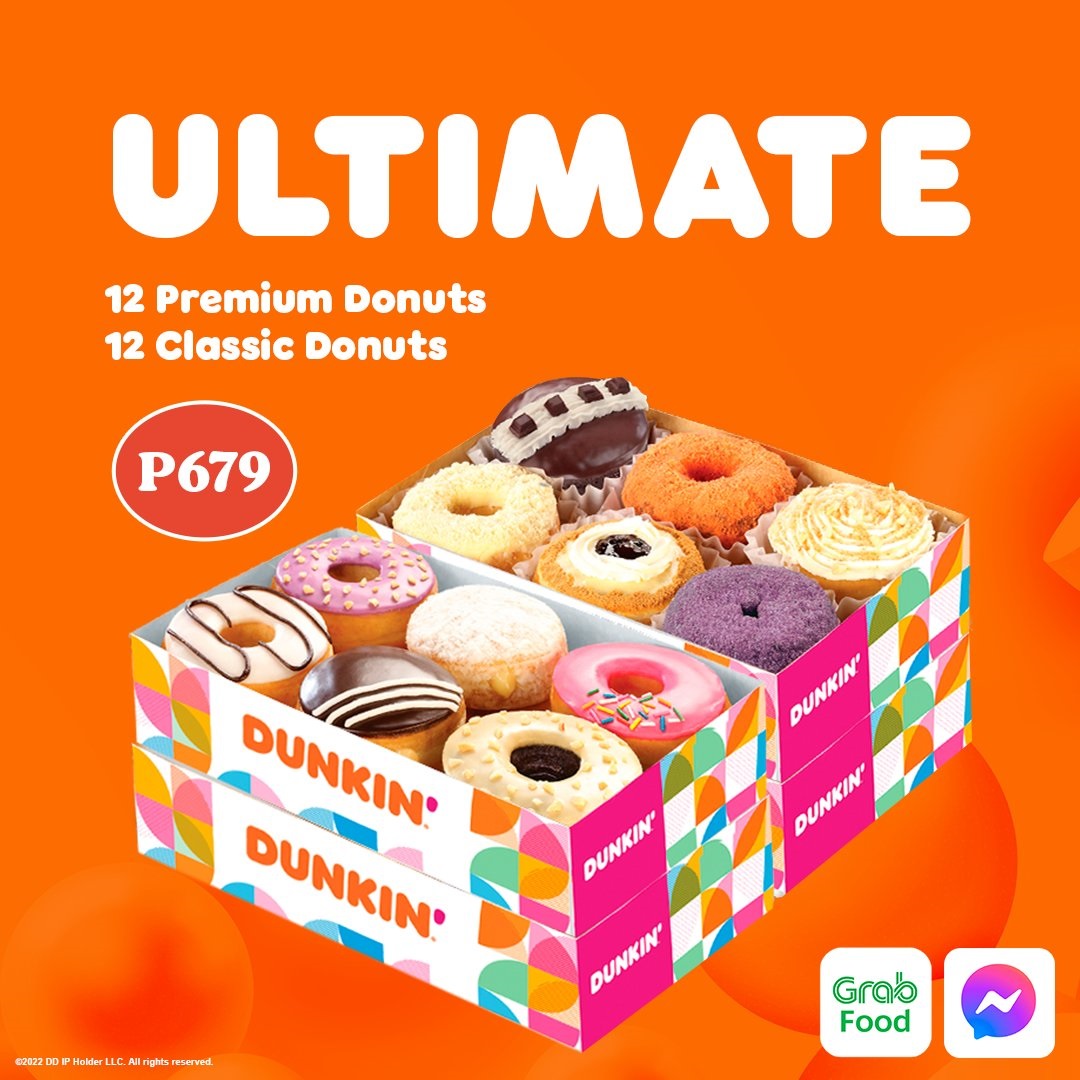 ULTIMATE
12 Premium Donuts
12 Classic Donuts
P679
DUNKIN'
DUNKIN'
DUNKIN'
DUNKIN'
DUNKIN'
DUNKIN'
Grab
Food
©2022 DD IP Holder LLC. All rights reserved.